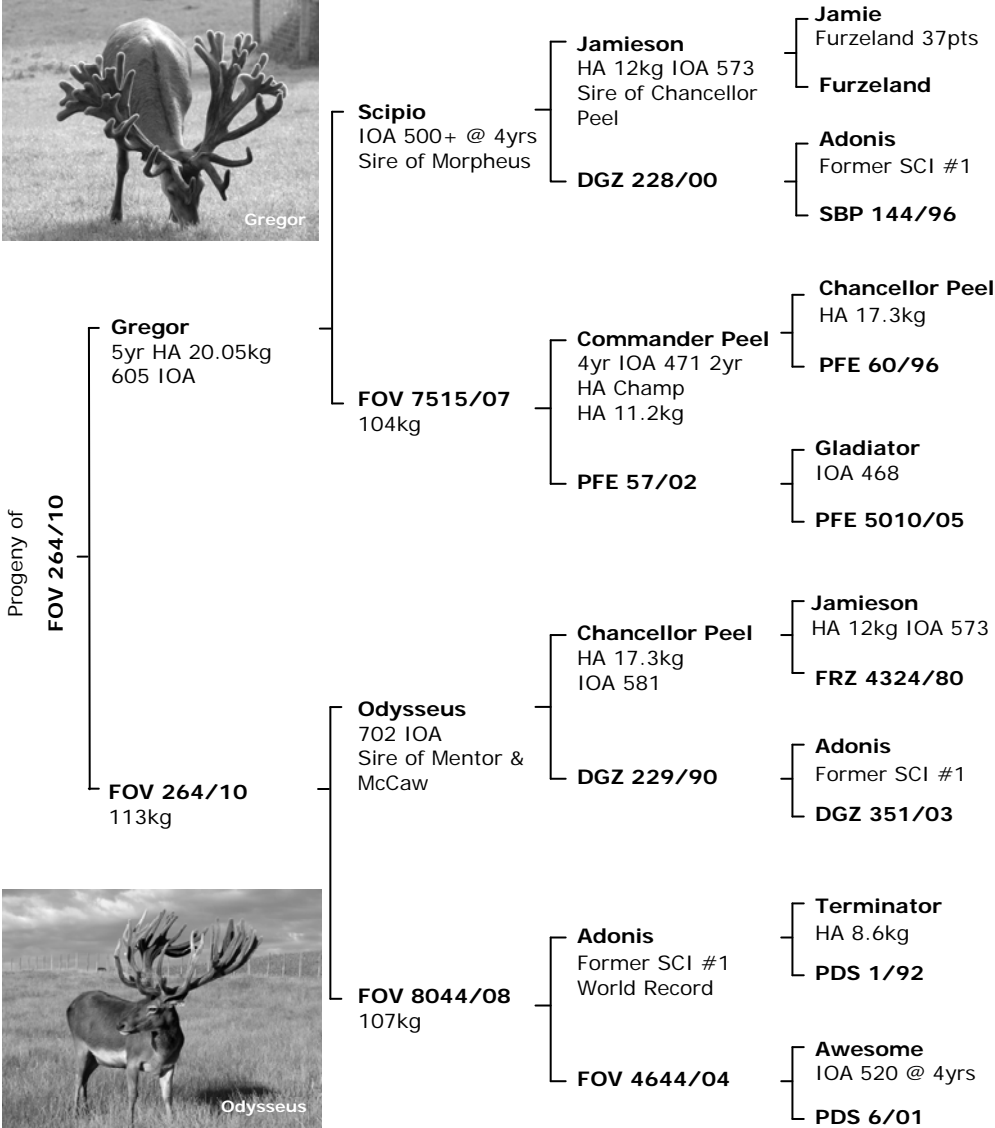 Gregor
Progeny of
FOV 264/10
Gregor
5yr HA 20.05kg
605 IOA
FOV 264/10
113kg
Scipio
IOA 500+ @ 4yrs
Sire of Morpheus
FOV 7515/07
104kg
Odysseus
702 IOA
Sire of Mentor &
McCaw
FOV 8044/08
107kg
Jamieson
HA 12kg IOA 573
Sire of Chancellor
Peel
DGZ 228/00
Commander Peel
4yr IOA 471 2yr
HA Champ
HA 11.2kg
PFE 57/02
Chancellor Peel
HA 17.3kg
IOA 581
DGZ 229/90
Adonis
Former SCI #1
World Record
FOV 4644/04
Jamie
Furzeland 37pts
Furzeland
Adonis
Former SCI #1
SBP 144/96
Chancellor Peel
HA 17.3kg
PFE 60/96
Gladiator
IOA 468
PFE 5010/05
Jamieson
HA 12kg IOA 573
FRZ 4324/80
Adonis
Former SCI #1
DGZ 351/03
Terminator
HA 8.6kg
PDS 1/92
Awesome
IOA 520 @ 4yrs
PDS 6/01
Odysseus